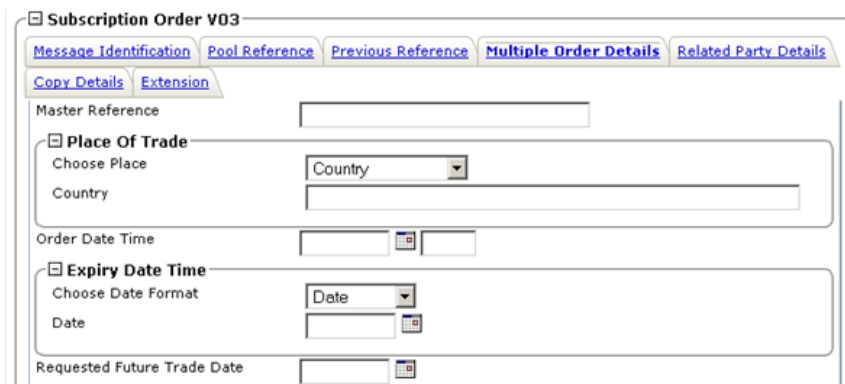 Subscription Order V03
Message Identification Pool Reference Previous Reference Multiple Order Details Related Party Details
Copy Details Extension
Master Reference
Place Of Trade
Choose Place Country
Country
Order Date Time
Expiry Date Time
Choose Date Format Date
Date
Requested Future Trade Date